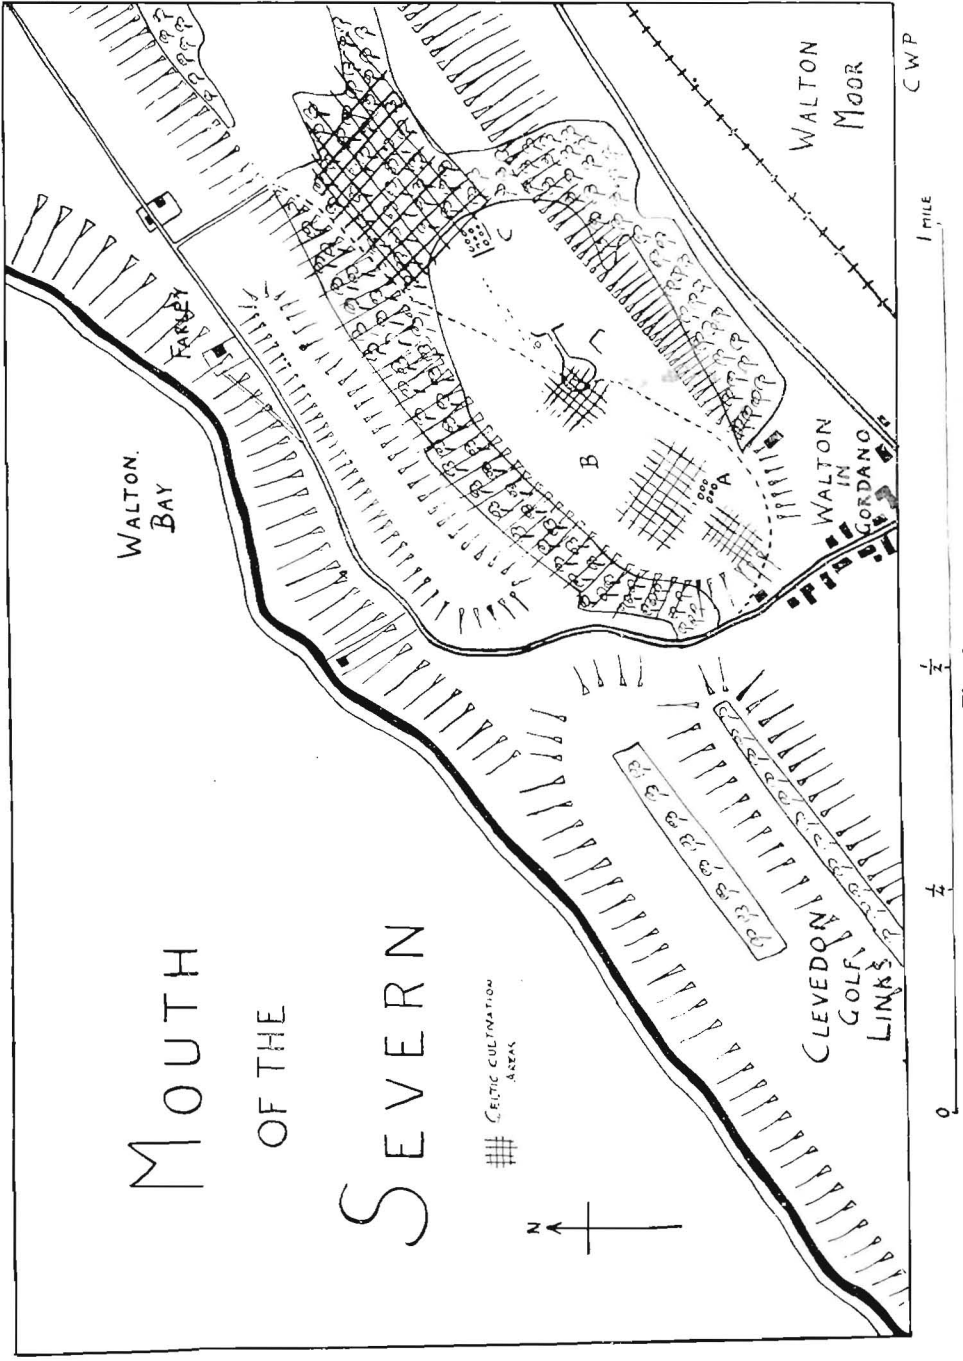 MOUTH
OF THE
SEVERN
CELTIC CULTIVATION
AREAS
N
WALTON.
BAY
FARLEY
C
B
A
WALTON
IN
GORDANO
WALTON
MOOR
CLEVEDON
GOLF
LINKS
CWP
0
1/4
1/2
1 MILE